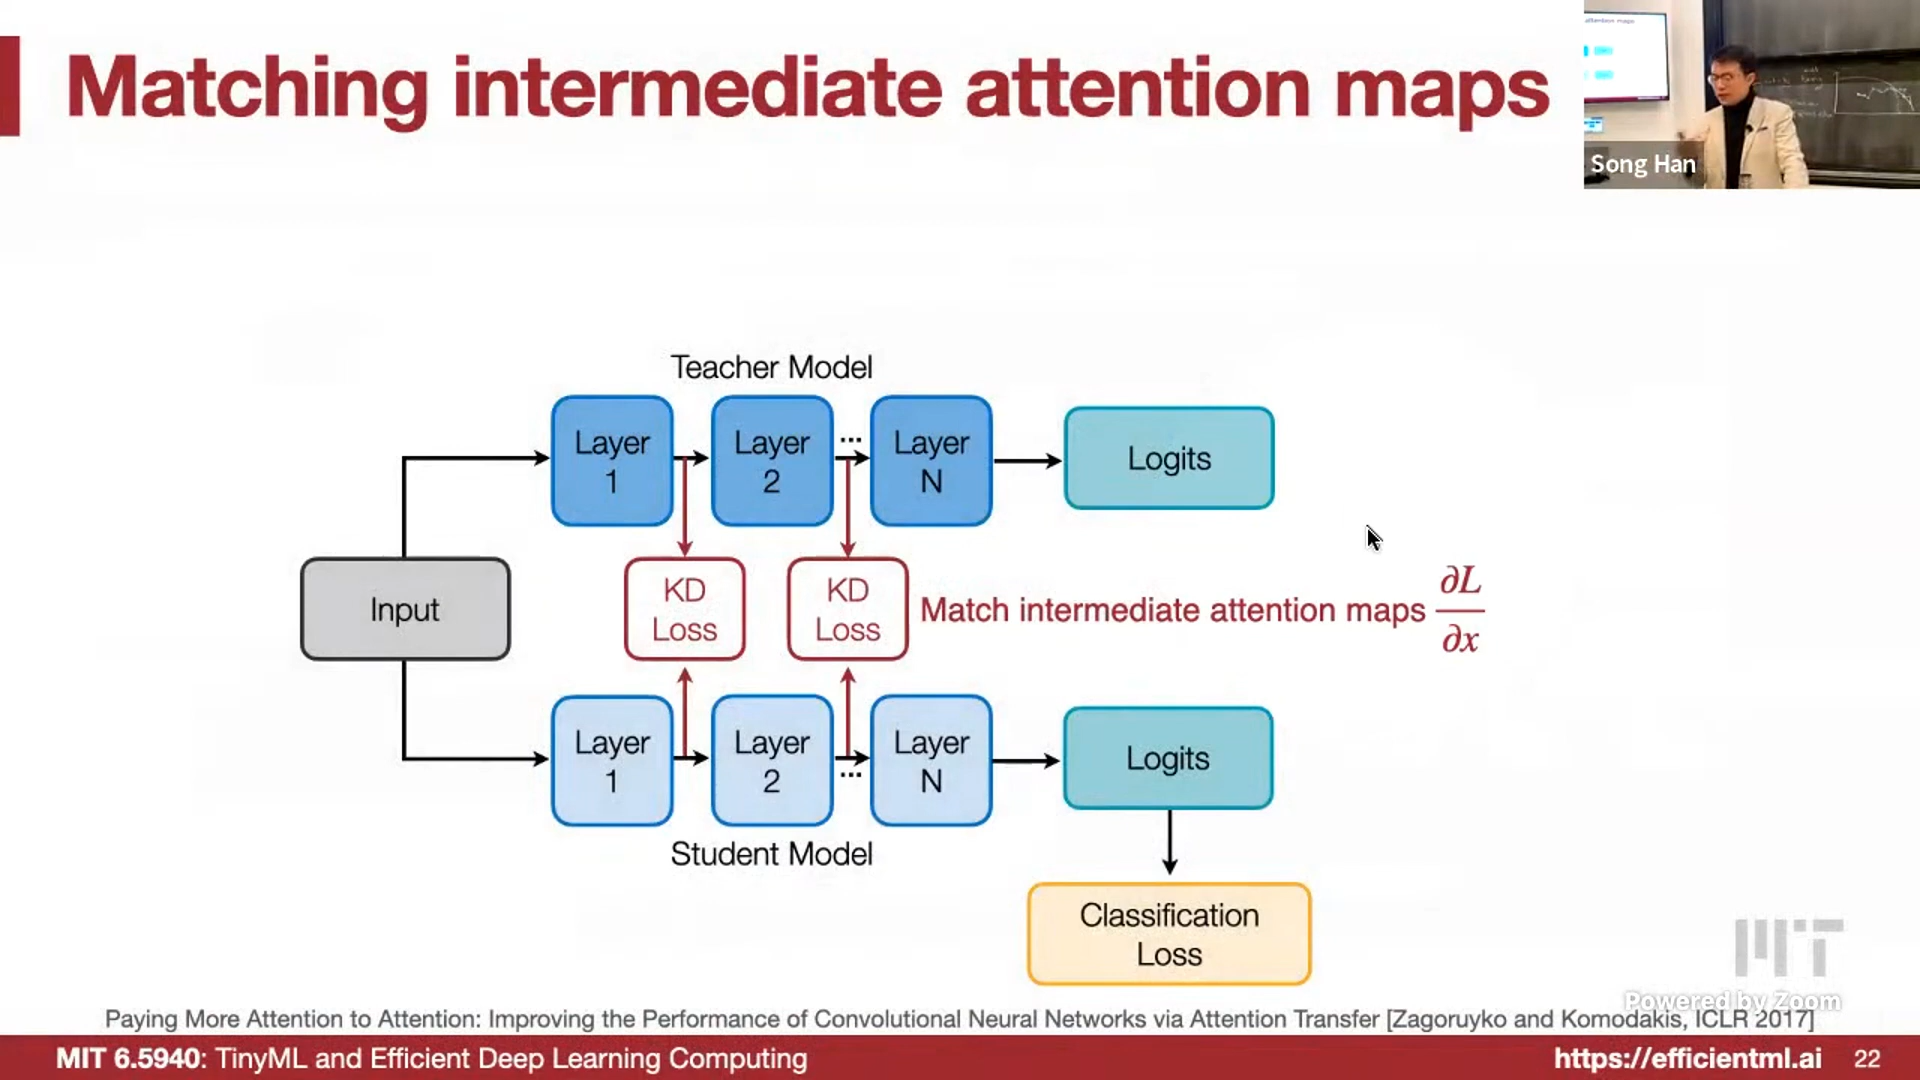 Matching intermediate attention maps
attention maps
Song Han
Teacher Model
Layer
1
Layer
2
...
Layer
N
Logits
Input
KD
Loss
KD
Loss
Match intermediate attention maps ∂L/∂x
Layer
1
Layer
2
...
Layer
N
Logits
Student Model
Classification
Loss
MIT
Powered by Zoom
Paying More Attention to Attention: Improving the Performance of Convolutional Neural Networks via Attention Transfer [Zagoruyko and Komodakis, ICLR 2017]
MIT 6.5940: TinyML and Efficient Deep Learning Computing
https://efficientml.ai
22